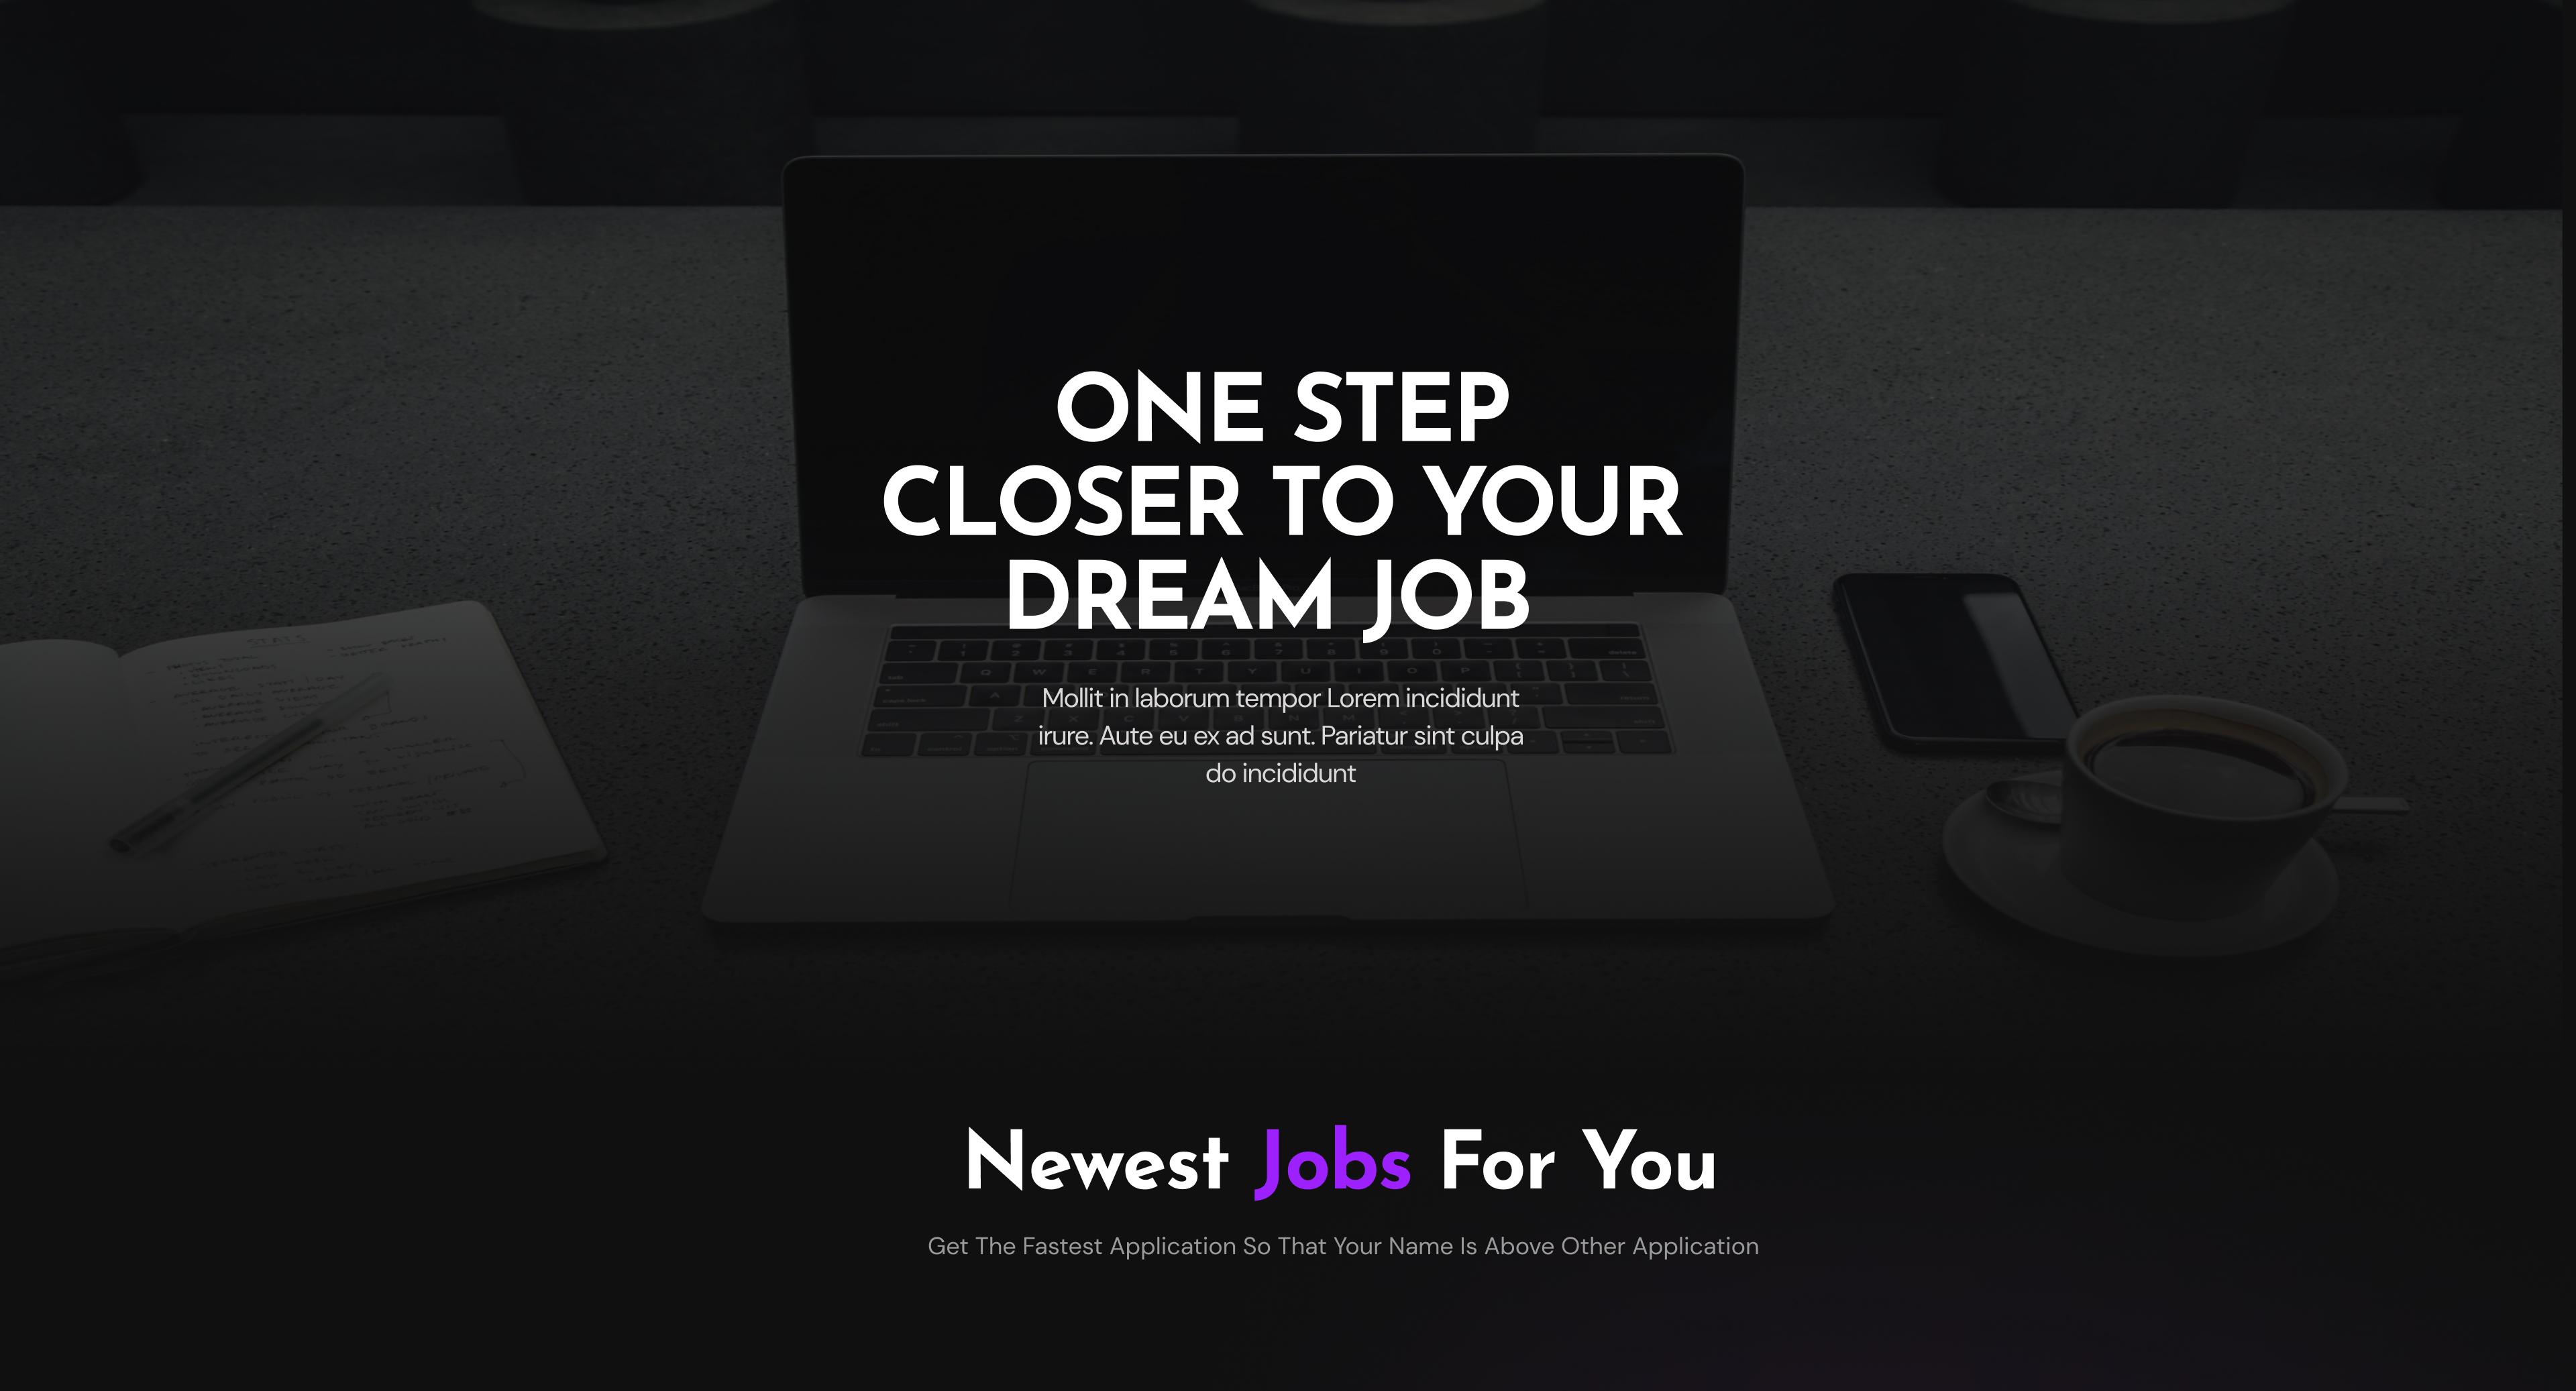 ONE STEP
CLOSER TO YOUR
DREAM JOB
Mollit in laborum tempor Lorem incididunt
irure. Aute eu ex ad sunt. Pariatur sint culpa
do incididunt
STATS
Newest Jobs For You
Get The Fastest Application So That Your Name Is Above Other Application